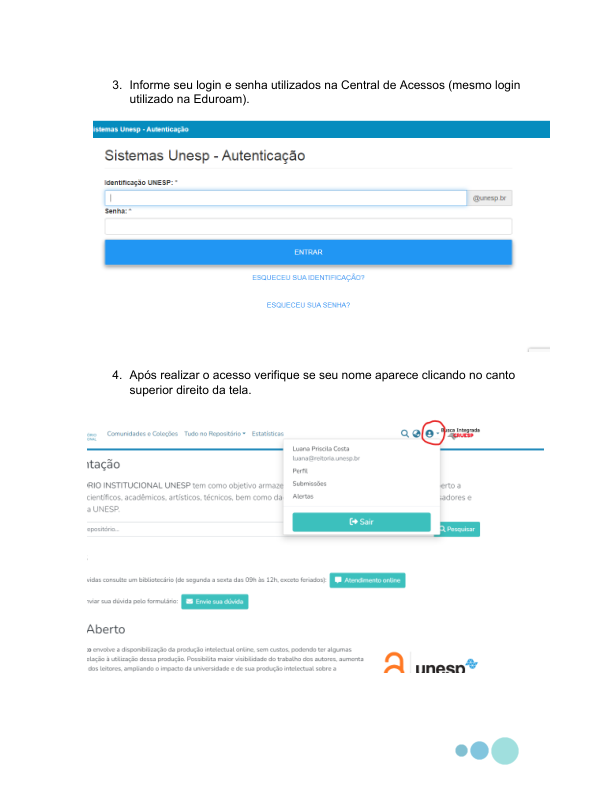 3. Informe seu login e senha utilizados na Central de Acessos (mesmo login
utilizado na Eduroam).
istemas Unesp - Autenticação
Sistemas Unesp - Autenticação
Identificação UNESP: *
@unesp.br
Senha: *
ENTRAR
ESQUECEU SUA IDENTIFICAÇÃO?
ESQUECEU SUA SENHA?
4. Após realizar o acesso verifique se seu nome aparece clicando no canto
superior direito da tela.
Comunidades e Coleções Tudo no Repositório Estatísticas
Busca Integrada
Luana Priscila Costa
luana@reitoria.unesp.br
Perfil
Submissões
Alertas
Sair
ntação
RIO INSTITUCIONAL UNESP tem como objetivo armaze erto a
científicos, acadêmicos, artísticos, técnicos, bem como da sadores e
a UNESP.
epositório... Pesquisar
vidas consulte um bibliotecário (de segunda a sexta das 09h às 12h, exceto feriados): Atendimento online
nviar sua dúvida pelo formulário: Envie sua dúvida
Aberto
o envolve a disponibilização da produção intelectual online, sem custos, podendo ter algumas
elação à utilização dessa produção. Possibilita maior visibilidade do trabalho dos autores, aumenta
dos leitores, ampliando o impacto da universidade e de sua produção intelectual sobre a
unesp